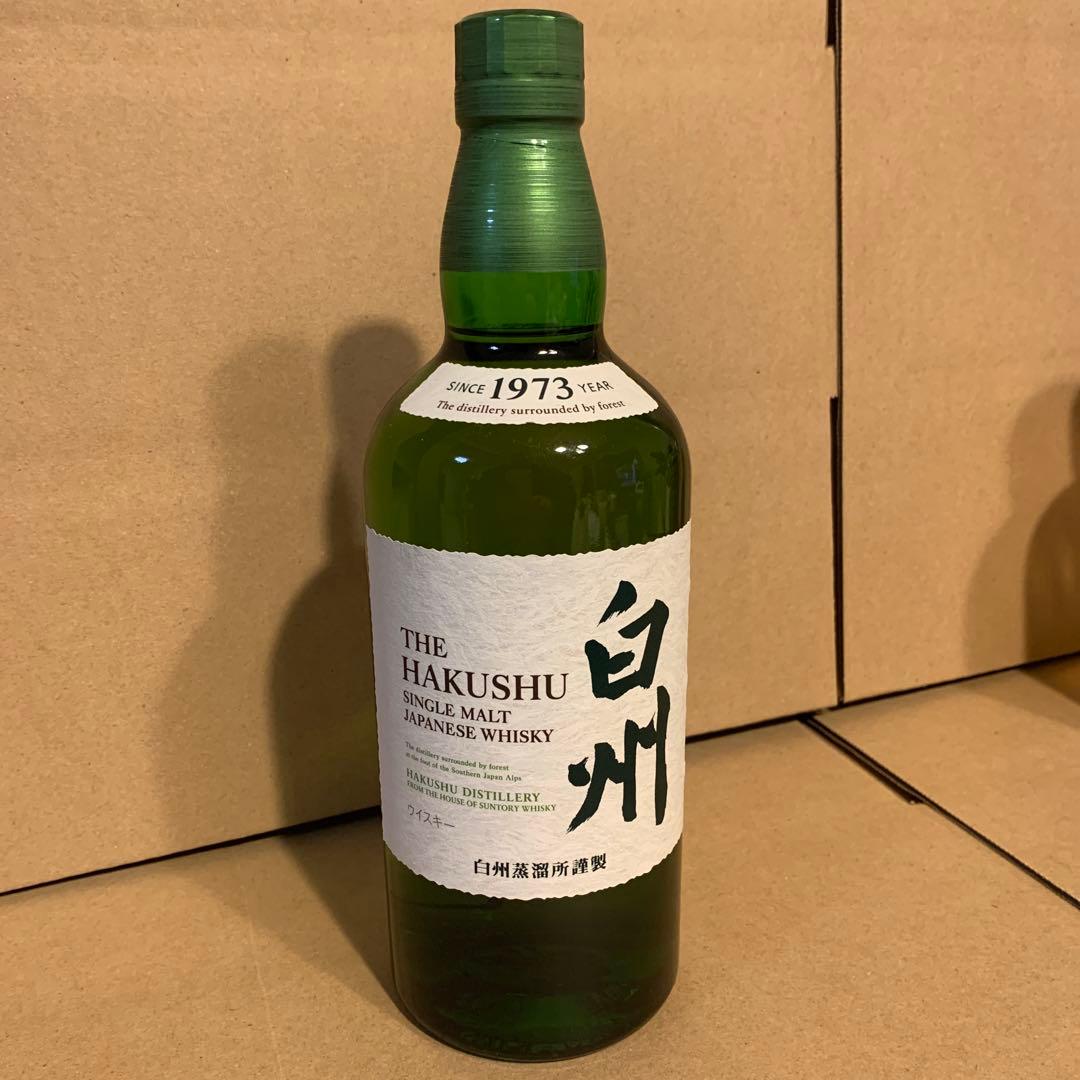 SINCE 1973 YEAR
The distillery surrounded by forest
THE
HAKUSHU
SINGLE MALT
JAPANESE WHISKY
白州
The distillery surrounded by forest
at the foot of the Southern Japan Alps
HAKUSHU DISTILLERY
FROM THE HOUSE OF SUNTORY WHISKY
ウイスキー
白州蒸溜所謹製